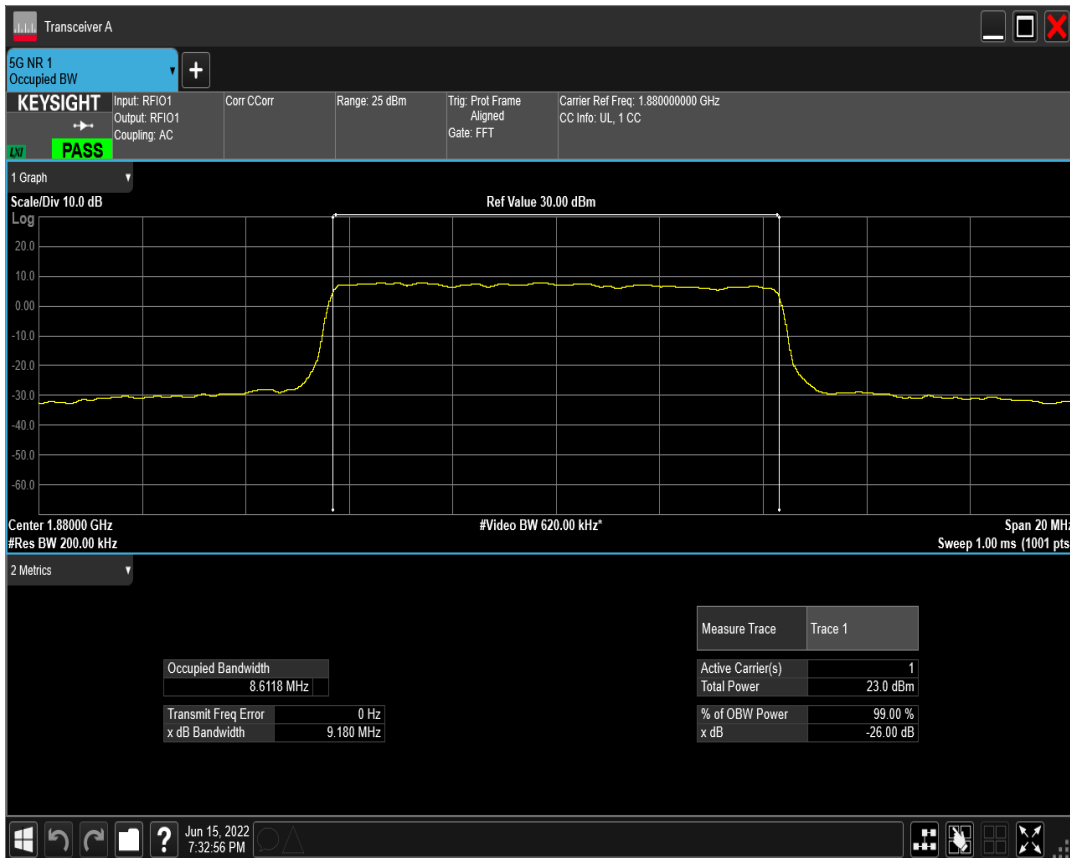 Transceiver A
5G NR 1
Occupied BW
+
KEYSIGHT
LXI
PASS
Input: RFIO1
Output: RFIO1
Coupling: AC
Corr CCorr
Range: 25 dBm
Trig: Prot Frame
Aligned
Gate: FFT
Carrier Ref Freq: 1.880000000 GHz
CC Info: UL, 1 CC
1 Graph
Scale/Div 10.0 dB
Ref Value 30.00 dBm
Log
20.0
10.0
0.00
-10.0
-20.0
-30.0
-40.0
-50.0
-60.0
Center 1.88000 GHz
#Video BW 620.00 kHz*
Span 20 MHz
#Res BW 200.00 kHz
Sweep 1.00 ms (1001 pts
2 Metrics
Measure Trace Trace 1
Occupied Bandwidth
8.6118 MHz
Active Carrier(s) 1
Total Power 23.0 dBm
Transmit Freq Error 0 Hz
x dB Bandwidth 9.180 MHz
% of OBW Power 99.00 %
x dB -26.00 dB
?
Jun 15, 2022
7:32:56 PM